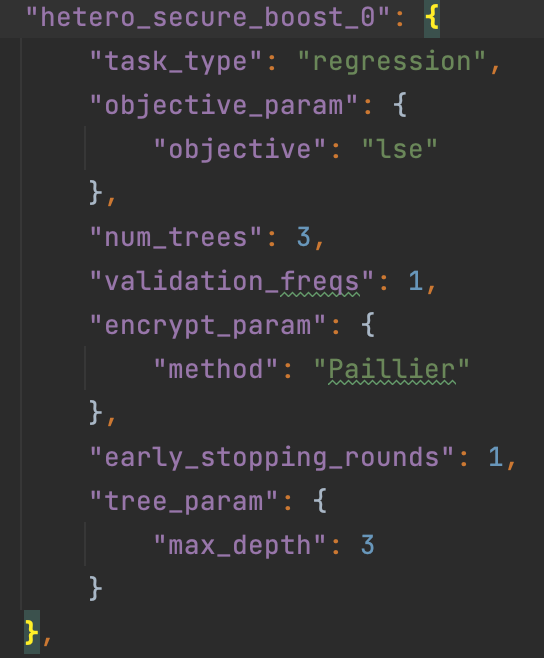 "hetero_secure_boost_0": {
"task_type": "regression",
"objective_param": {
"objective": "lse"
},
"num_trees": 3,
"validation_freqs": 1,
"encrypt_param": {
"method": "Paillier"
},
"early_stopping_rounds": 1,
"tree_param": {
"max_depth": 3
}
},